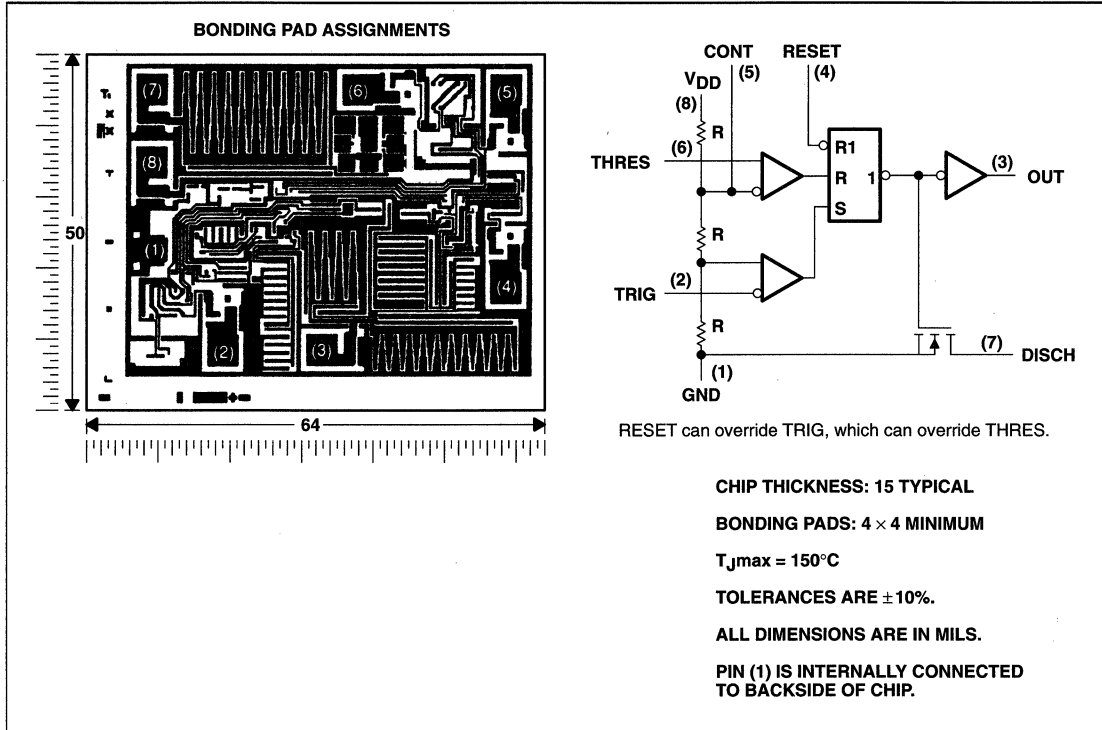 BONDING PAD ASSIGNMENTS
(7)
(6)
(5)
(8)
(1)
(4)
(2)
(3)
50
64
CONT
(5)
RESET
(4)
VDD
(8)
R
THRES
(6)
R1
R
S
1
(3)
OUT
R
TRIG
(2)
R
(7)
DISCH
(1)
GND
RESET can override TRIG, which can override THRES.
CHIP THICKNESS: 15 TYPICAL
BONDING PADS: 4 × 4 MINIMUM
TJmax = 150°C
TOLERANCES ARE ±10%.
ALL DIMENSIONS ARE IN MILS.
PIN (1) IS INTERNALLY CONNECTED
TO BACKSIDE OF CHIP.